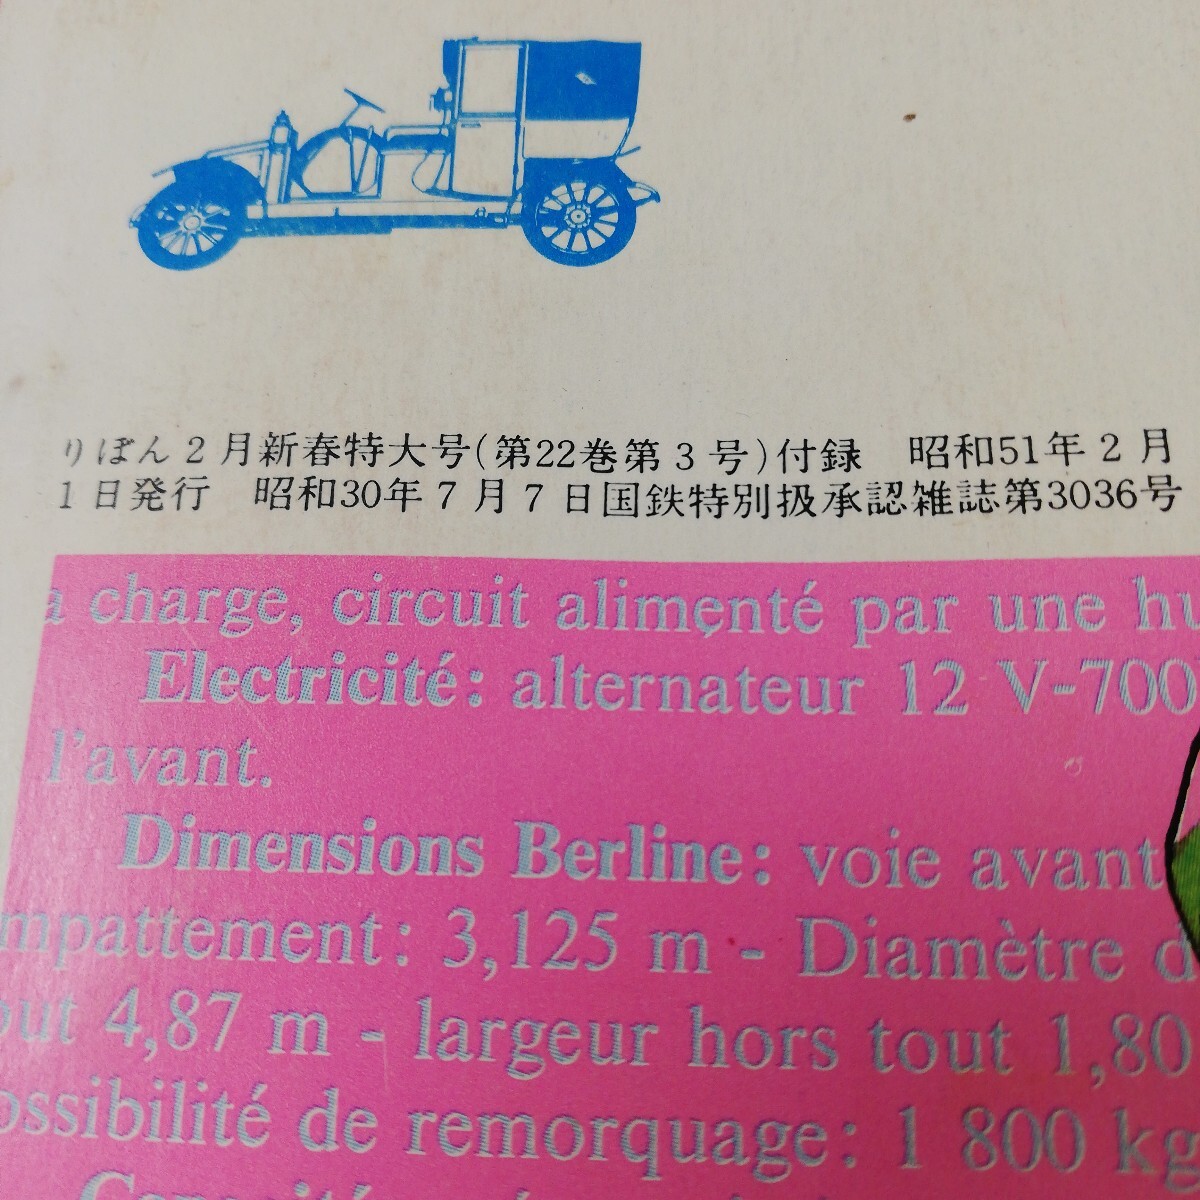 りぼん2月新春特大号(第22巻第3号)付録　昭和51年2月
1日発行　昭和30年7月7日国鉄特別扱承認雑誌第3036号
a charge, circuit alimenté par une hu
Electricité: alternateur 12 V-700
l'avant.
Dimensions Berline: voie avant
mpattement: 3,125 m - Diamètre d
out 4,87 m - largeur hors tout 1,80
ossibilité de remorquage: 1 800 kg